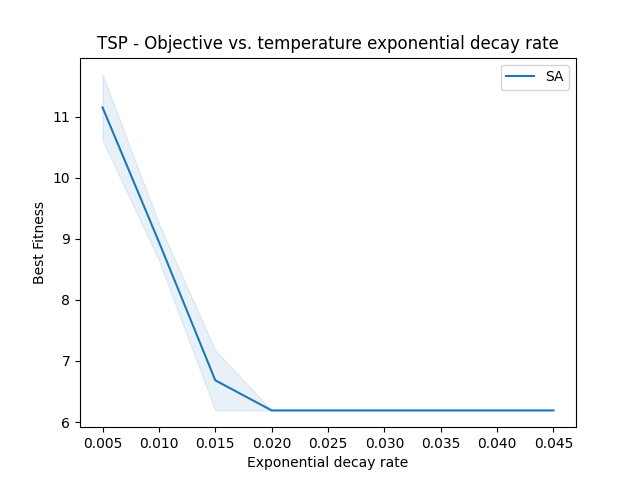 TSP - Objective vs. temperature exponential decay rate
SA
11
10
9
8
7
6
Best Fitness
0.005 0.010 0.015 0.020 0.025 0.030 0.035 0.040 0.045
Exponential decay rate